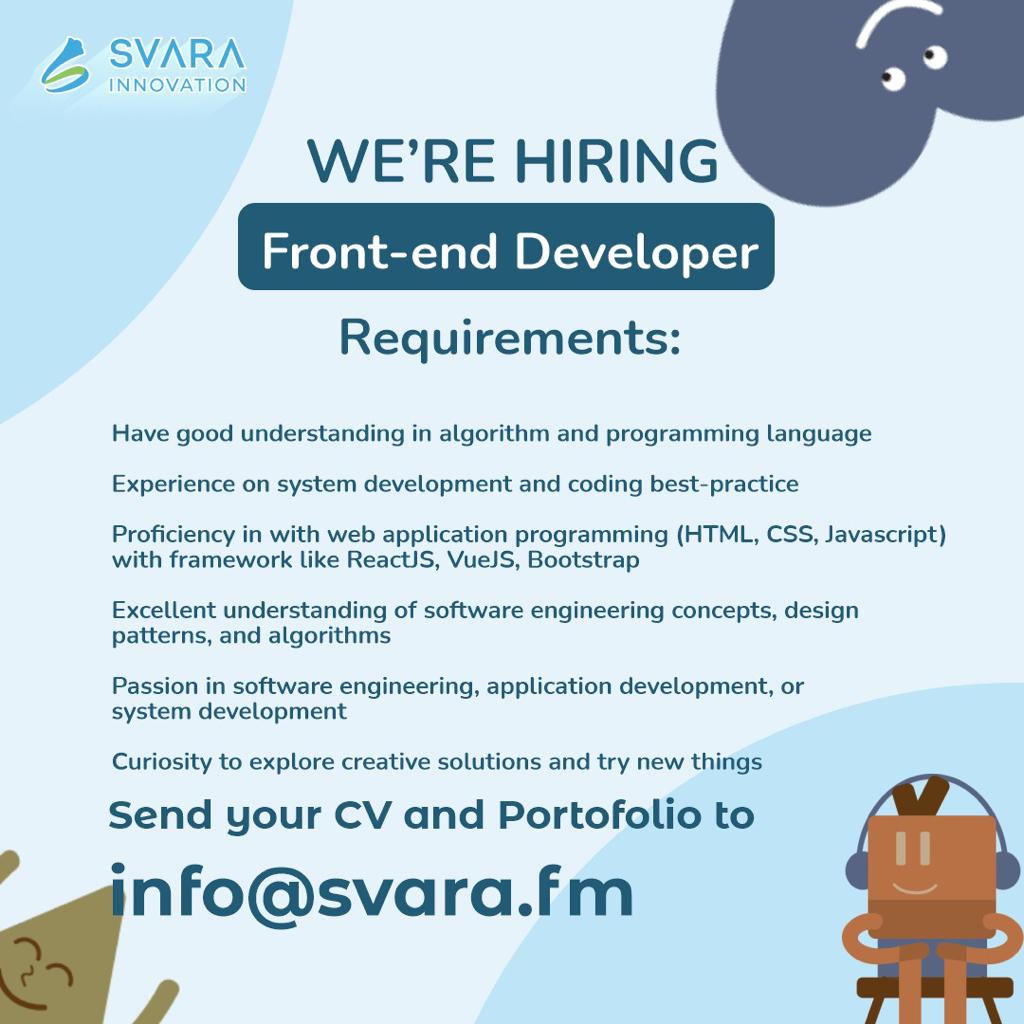 SVARA
INNOVATION
WE'RE HIRING
Front-end Developer
Requirements:
Have good understanding in algorithm and programming language
Experience on system development and coding best-practice
Proficiency in with web application programming (HTML, CSS, Javascript)
with framework like ReactJS, VueJS, Bootstrap
Excellent understanding of software engineering concepts, design
patterns, and algorithms
Passion in software engineering, application development, or
system development
Curiosity to explore creative solutions and try new things
Send your CV and Portofolio to
info@svara.fm